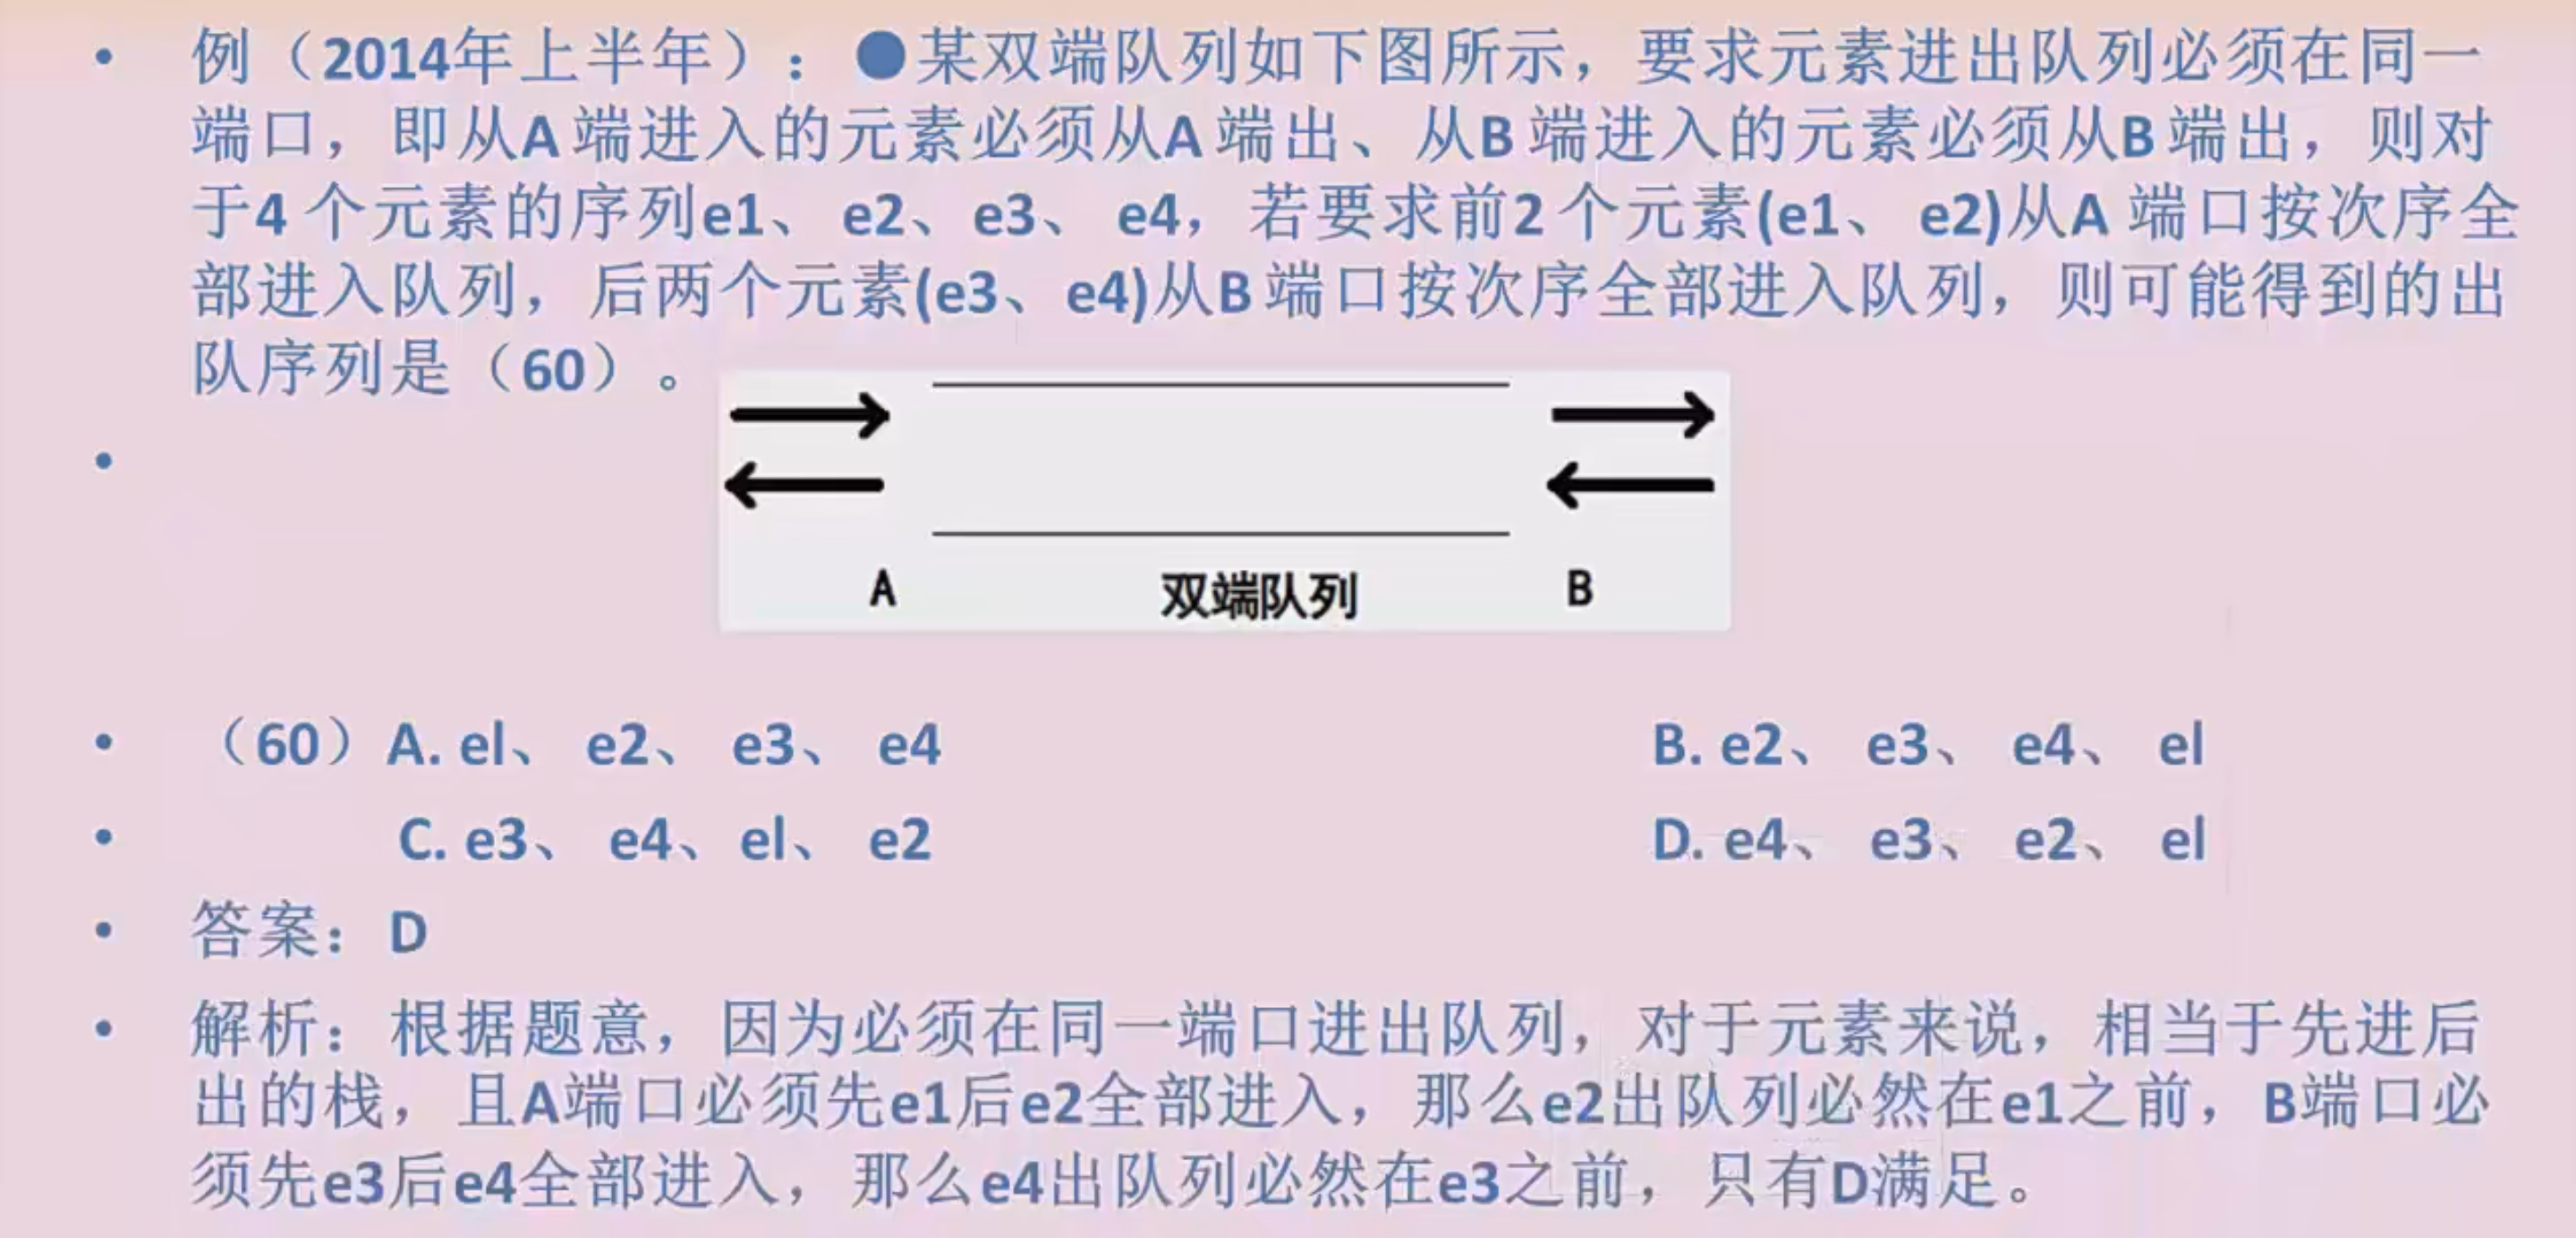 例（2014年上半年）：●某双端队列如下图所示，要求元素进出队列必须在同一
端口，即从A端进入的元素必须从A端出、从B端进入的元素必须从B端出，则对
于4个元素的序列e1、 e2、 e3、 e4，若要求前2个元素(e1、 e2)从A 端口按次序全
部进入队列，后两个元素(e3、 e4)从B端口按次序全部进入队列，则可能得到的出
队序列是（60）。
A 双端队列 B
（60）A. el、 e2、 e3、 e4 B. e2、 e3、 e4、 el
C. e3、 e4、 el、 e2 D. e4、 e3、 e2、 el
答案：D
解析：根据题意，因为必须在同一端口进出队列，对于元素来说，相当于先进后
出的栈，且A端口必须先e1后e2全部进入，那么e2出队列必然在e1之前，B端口必
须先e3后e4全部进入，那么e4出队列必然在e3之前，只有D满足。